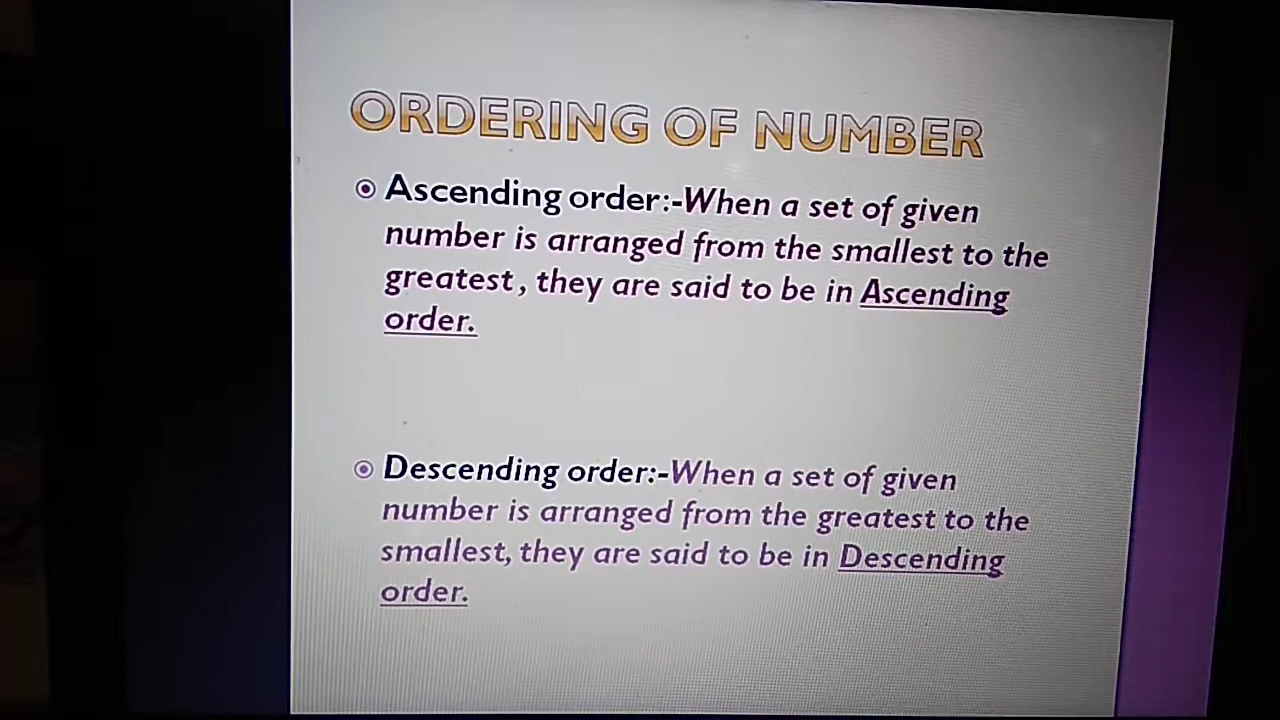 ORDERING OF NUMBER
Ascending order:-When a set of given
number is arranged from the smallest to the
greatest, they are said to be in Ascending
order.
Descending order:-When a set of given
number is arranged from the greatest to the
smallest, they are said to be in Descending
order.